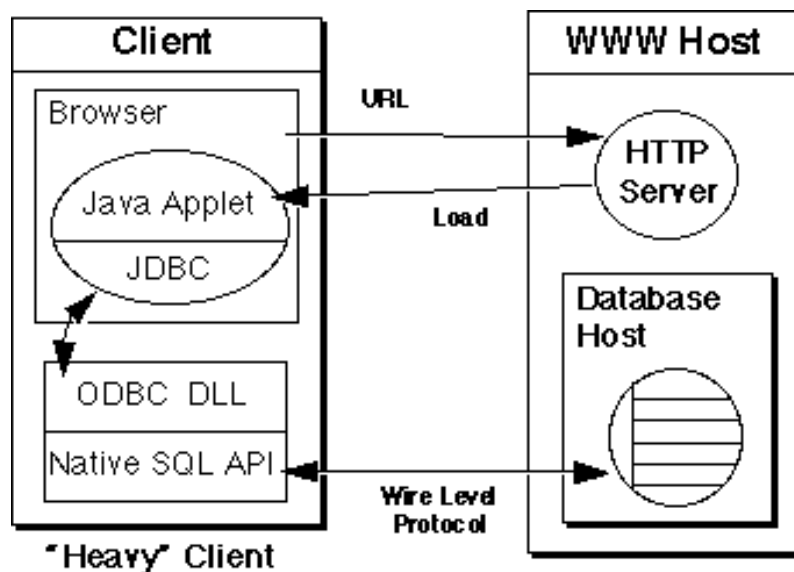 Client
WWW Host
Browser
URL
HTTP
Server
Java Applet
Load
JDBC
Database
Host
ODBC DLL
Native SQL API
Wire Level
Protocol
"Heavy" Client